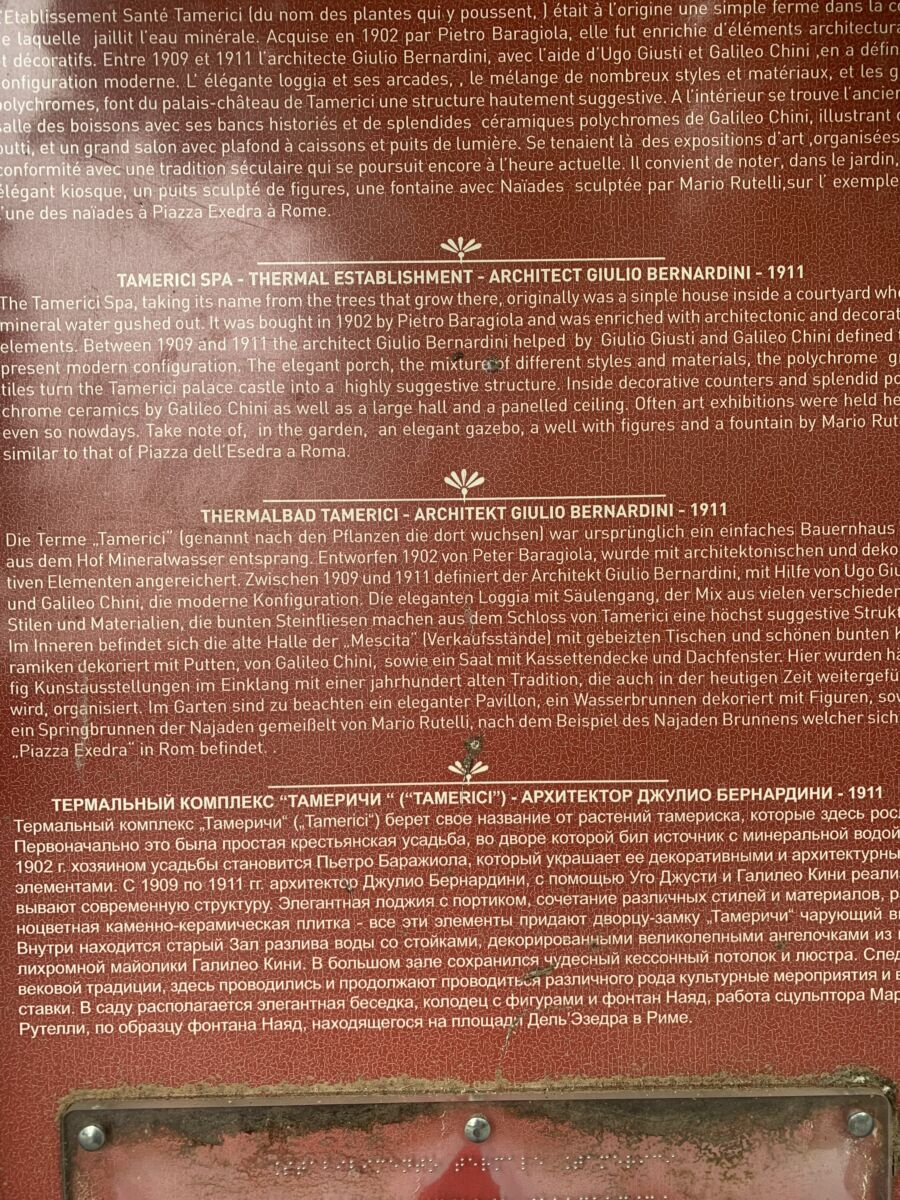 Etablissement Santé Tamerici (du nom des plantes qui y poussent, ) était à l'origine une simple ferme dans la
laquelle jaillit l'eau minérale. Acquise en 1902 par Pietro Baragiola, elle fut enrichie d'éléments
décoratifs. Entre 1909 et 1911 l'architecte Giulio Bernardini, avec l'aide d'Ugo Giusti et Galileo Chini ,en a
configuration moderne. L' élégante loggia et ses arcades, , le mélange de nombreux styles et matériaux, et les
polychromes, font du palais-château de Tamerici une structure hautement suggestive. A l'intérieur se trouve
salle des boissons avec ses bancs historiés et de splendides céramiques polychromes de Galileo Chini, illustrant
putti, et un grand salon avec plafond à caissons et puits de lumière. Se tenaient là des expositions d'art ,organisées
conformité avec une tradition séculaire qui se poursuit encore à l'heure actuelle. Il convient de noter, dans le jardin,
élégant kiosque, un puits sculpté de figures, une fontaine avec Naïades sculptée par Mario Rutelli,sur l' exemple
d'une des naïades à Piazza Exedra à Rome.
TAMERICI SPA - THERMAL ESTABLISHMENT - ARCHITECT GIULIO BERNARDINI - 1911
The Tamerici Spa, taking its name from the trees that grow there, originally was a sinple house inside a courtyard
mineral water gushed out. It was bought in 1902 by Pietro Baragiola and was enriched with architectonic and
elements. Between 1909 and 1911 the architect Giulio Bernardini helped by Giulio Giusti and Galileo Chini defined
present modern configuration. The elegant porch, the mixture of different styles and materials, the polychrome
tiles turn the Tamerici palace castle into a highly suggestive structure. Inside decorative counters and splendid
chrome ceramics by Galileo Chini as well as a large hall and a panelled ceiling. Often art exhibitions were held
even so nowdays. Take note of, in the garden, an elegant gazebo, a well with figures and a fountain by Mario
similar to that of Piazza dell'Esedra a Roma.
THERMALBAD TAMERICI - ARCHITEKT GIULIO BERNARDINI - 1911
Die Terme „Tamerici" (genannt nach den Pflanzen die dort wuchsen) war ursprünglich ein einfaches Bauernhaus
aus dem Hof Mineralwasser entsprang. Entworfen 1902 von Peter Baragiola, wurde mit architektonischen und deko
tiven Elementen angereichert. Zwischen 1909 und 1911 definiert der Architekt Giulio Bernardini, mit Hilfe von Ugo
und Galileo Chini, die moderne Konfiguration. Die eleganten Loggia mit Säulengang, der Mix aus vielen
Stilen und Materialien, die bunten Steinfliesen machen aus dem Schloss von Tamerici eine höchst suggestive
Im Inneren befindet sich die alte Halle der „Mescita" (Verkaufsstände) mit gebeizten Tischen und schönen bunten
ramiken dekoriert mit Putten, von Galileo Chini, sowie ein Saal mit Kassettendecke und Dachfenster. Hier wurden
fig Kunstausstellungen im Einklang mit einer jahrhundert alten Tradition, die auch in der heutigen Zeit
wird, organisiert. Im Garten sind zu beachten ein eleganter Pavillon, ein Wasserbrunnen dekoriert mit Figuren,
ein Springbrunnen der Najaden gemeißelt von Mario Rutelli, nach dem Beispiel des Najaden Brunnens welcher sich
„Piazza Exedra" in Rom befindet. .
ТЕРМАЛЬНЫЙ КОМПЛЕКС "ТАМЕРИЧИ " ("TAMERICI") - АРХИТЕКТОР ДЖУЛИО БЕРНАРДИНИ - 1911
Термальный комплекс „Тамеричи" („Tamerici") берет свое название от растений тамериска, которые здесь
Первоначально это была простая крестьянская усадьба, во дворе которой бил источник с минеральной водой
1902 г. хозяином усадьбы становится Пьетро Баражиола, который украшает ее декоративными и
элементами. С 1909 по 1911 гг. архитектор Джулио Бернардини, с помощью Уго Джусти и Галилео Кини
вывают современную структуру. Элегантная лоджия с портиком, сочетание различных стилей и материалов,
ноцветная каменно-керамическая плитка - все эти элементы придают дворцу-замку „Тамеричи" чарующий
Внутри находится старый Зал разлива воды со стойками, декорированными великолепными ангелочками из
лихромной майолики Галилео Кини. В большом зале сохранился чудесный кессонный потолок и люстра.
вековой традиции, здесь проводились и продолжают проводиться различного рода культурные мероприятия и
ставки. В саду располагается элегантная беседка, колодец с фигурами и фонтан Наяд, работа сцульптора
Рутелли, по образцу фонтана Наяд, находящегося на площади Дель'Эзедра в Риме.